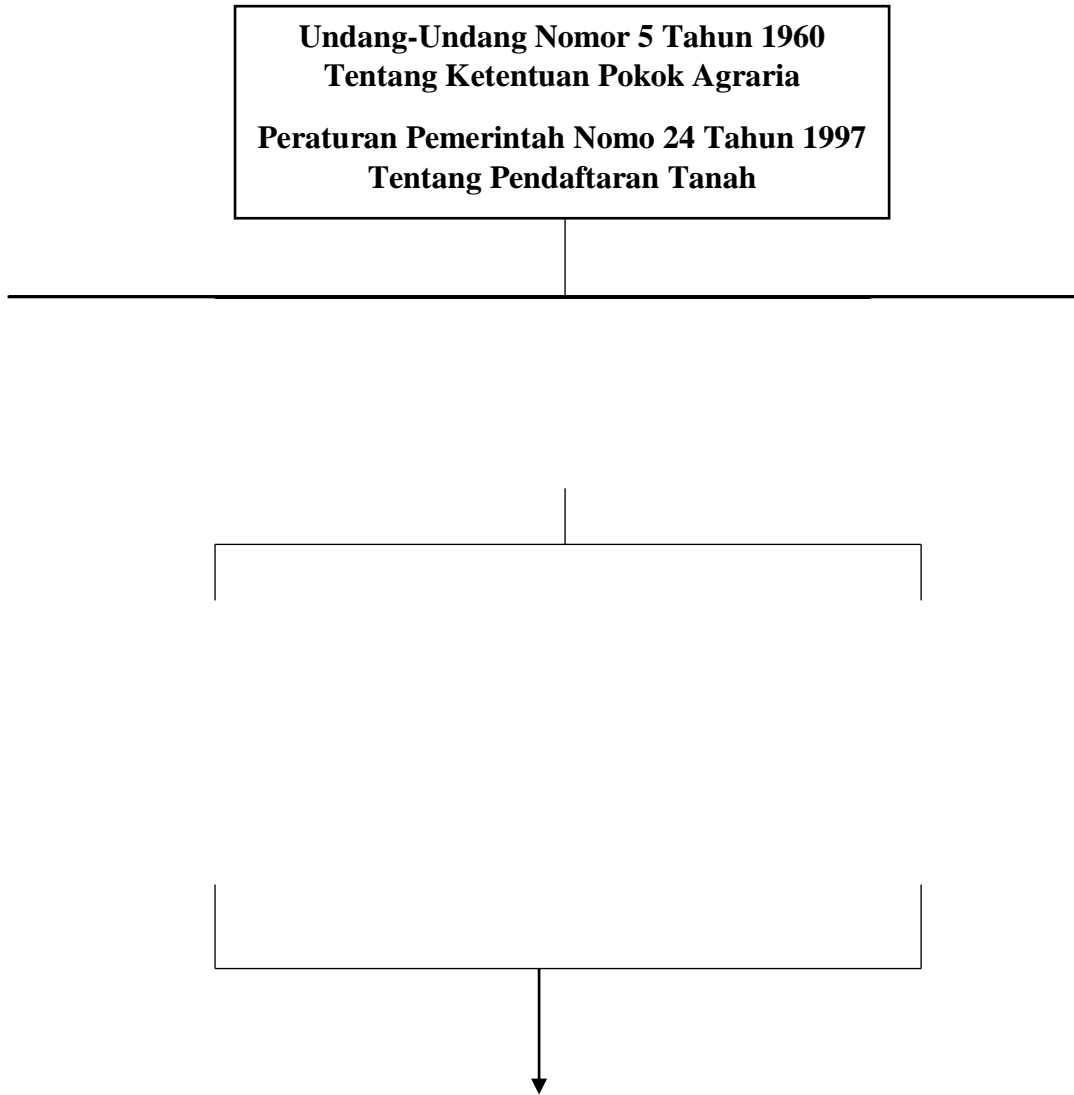 Undang-Undang Nomor 5 Tahun 1960
Tentang Ketentuan Pokok Agraria
Peraturan Pemerintah Nomo 24 Tahun 1997
Tentang Pendaftaran Tanah